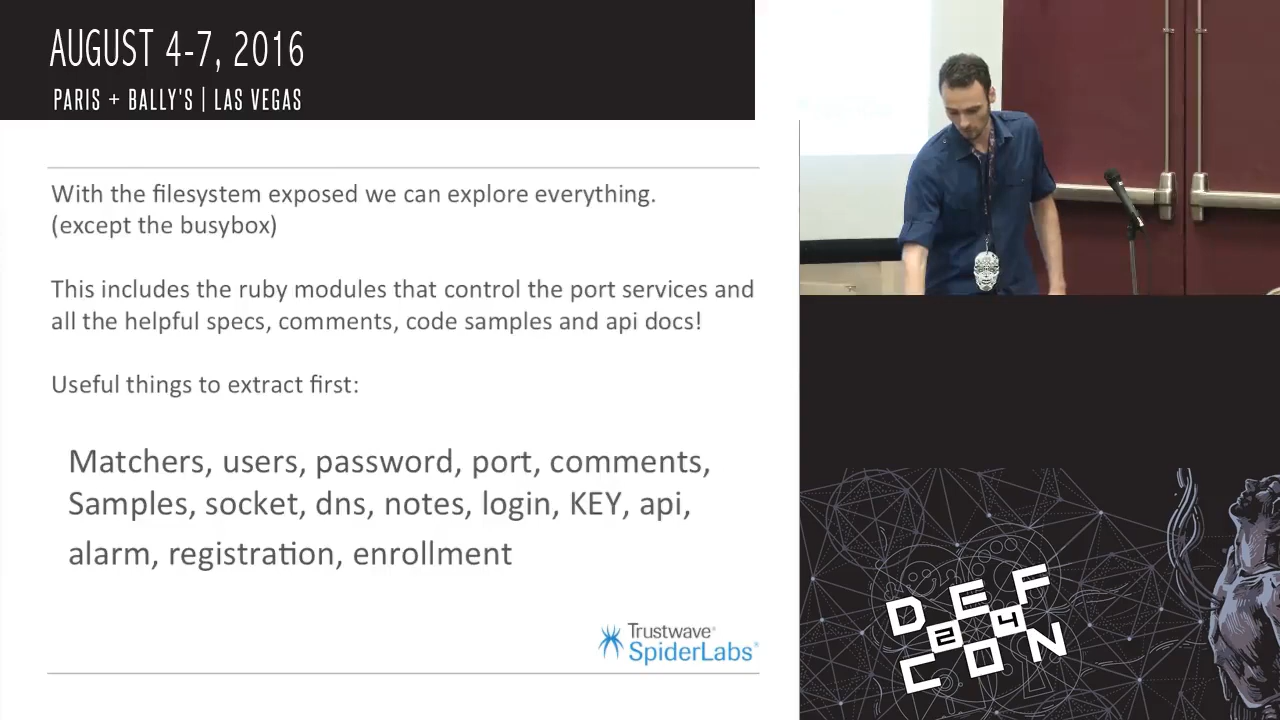 AUGUST 4-7, 2016
PARIS + BALLY'S | LAS VEGAS
With the filesystem exposed we can explore everything.
(except the busybox)
This includes the ruby modules that control the port services and
all the helpful specs, comments, code samples and api docs!
Useful things to extract first:
Matchers, users, password, port, comments,
Samples, socket, dns, notes, login, KEY, api,
alarm, registration, enrollment
Trustwave®
SpiderLabs®
DEF
24
CON